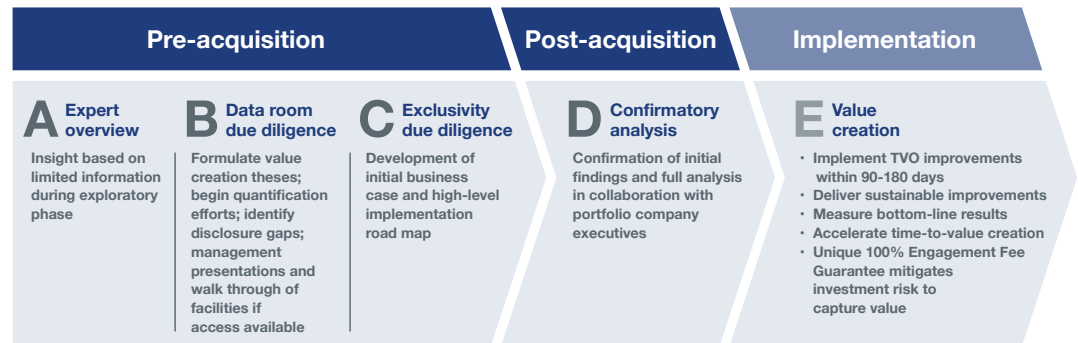 Pre-acquisition
Post-acquisition
Implementation
A Expert
overview
Insight based on
limited information
during exploratory
phase
B Data room
due diligence
Formulate value
creation theses;
begin quantification
efforts; identify
disclosure gaps;
management
presentations and
walk through of
facilities if
access available
C Exclusivity
due diligence
Development of
initial business
case and high-level
implementation
road map
D Confirmatory
analysis
Confirmation of initial
findings and full analysis
in collaboration with
portfolio company
executives
E Value
creation
• Implement TVO improvements
within 90-180 days
• Deliver sustainable improvements
• Measure bottom-line results
• Accelerate time-to-value creation
• Unique 100% Engagement Fee
Guarantee mitigates
investment risk to
capture value